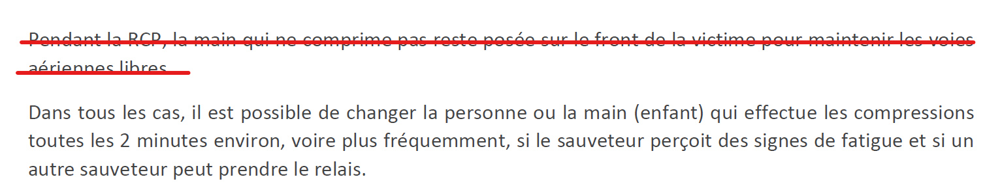 Pendant la RCP, la main qui ne comprime pas reste posée sur le front de la victime pour maintenir les voies
aériennes libres.
Dans tous les cas, il est possible de changer la personne ou la main (enfant) qui effectue les compressions
toutes les 2 minutes environ, voire plus fréquemment, si le sauveteur perçoit des signes de fatigue et si un
autre sauveteur peut prendre le relais.